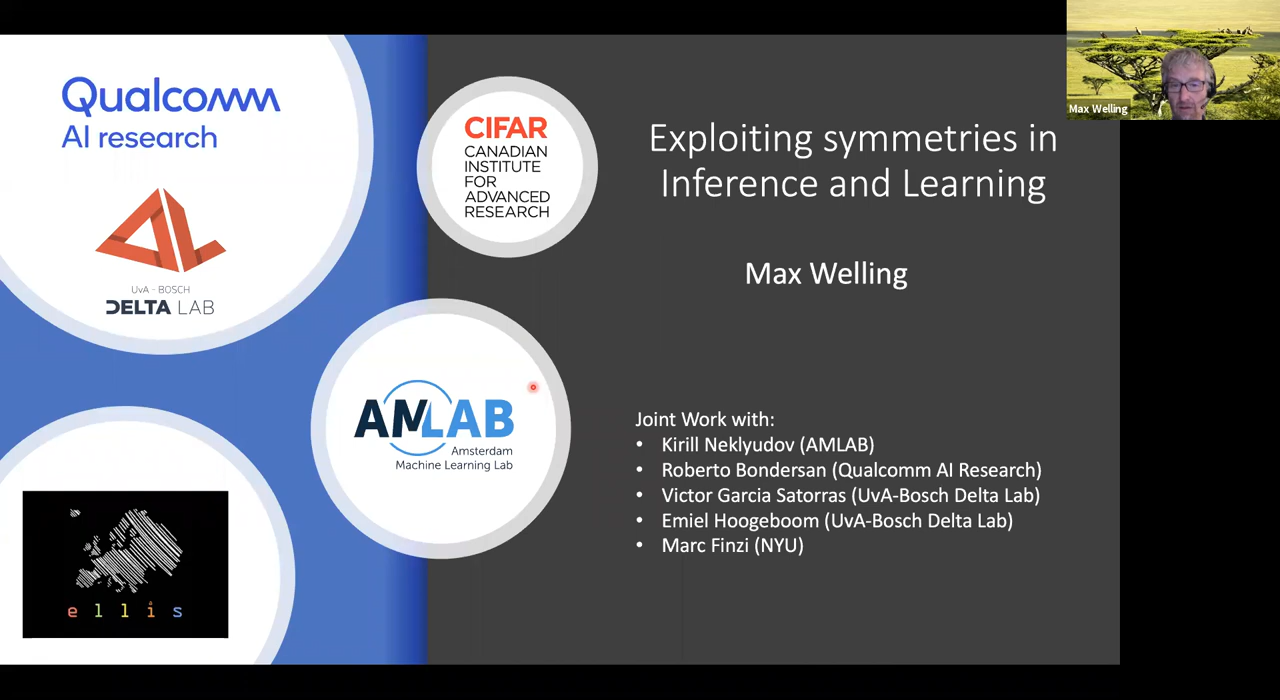 Qualcomm
AI research
UvA - BOSCH
DELTA LAB
CIFAR
CANADIAN
INSTITUTE
FOR
ADVANCED
RESEARCH
AMLAB
Amsterdam
Machine Learning Lab
ellis
Exploiting symmetries in
Inference and Learning
Max Welling
Joint Work with:
• Kirill Neklyudov (AMLAB)
• Roberto Bondersan (Qualcomm AI Research)
• Victor Garcia Satorras (UvA-Bosch Delta Lab)
• Emiel Hoogeboom (UvA-Bosch Delta Lab)
• Marc Finzi (NYU)
Max Welling